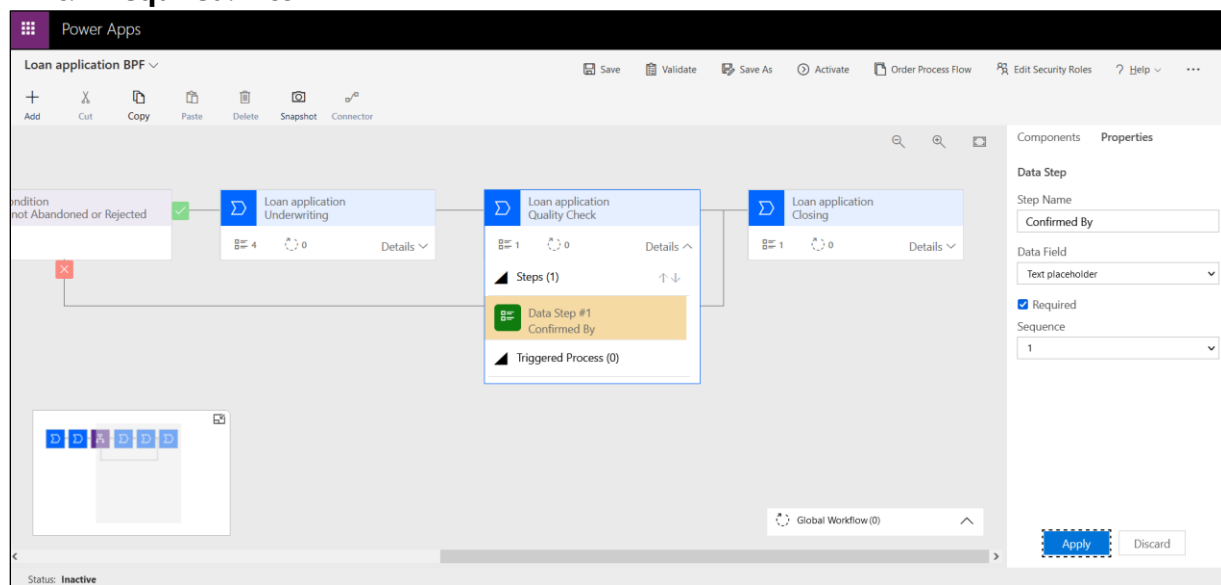 Power Apps
Loan application BPF
Save
Validate
Save As
Activate
Order Process Flow
Edit Security Roles
? Help
Add
Cut
Copy
Paste
Delete
Snapshot
Connector
Components Properties
ndition
not Abandoned or Rejected
Loan application
Underwriting
4
0
Details
Loan application
Quality Check
1
0
Details
Steps (1)
Data Step #1
Confirmed By
Triggered Process (0)
Loan application
Closing
1
0
Details
Data Step
Step Name
Confirmed By
Data Field
Text placeholder
Required
Sequence
1
Global Workflow (0)
Apply
Discard
Status: Inactive